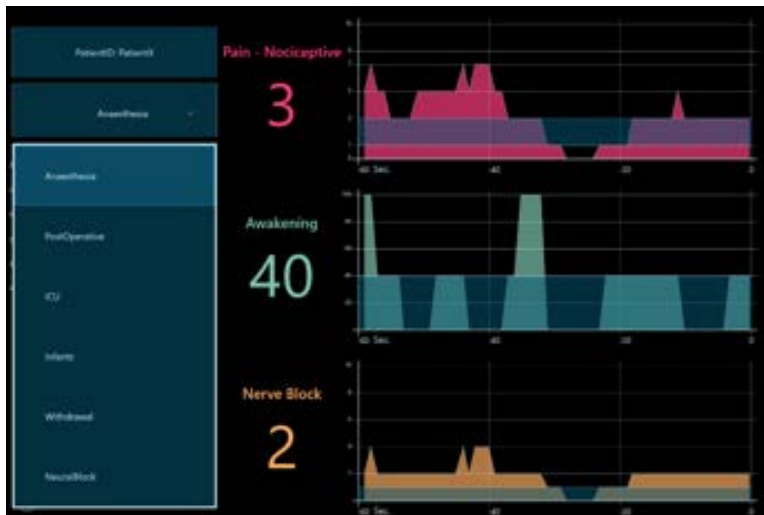 PatientID: PatientX
Anaesthesia
Anaesthesia
PostOperative
ICU
Infants
Withdrawal
NeuralBlock
Pain - Nociceptive
3
-60 Sec.
-40
-20
0
Awakening
40
-60 Sec.
-40
-20
0
Nerve Block
2
-60 Sec.
-40
-20
0